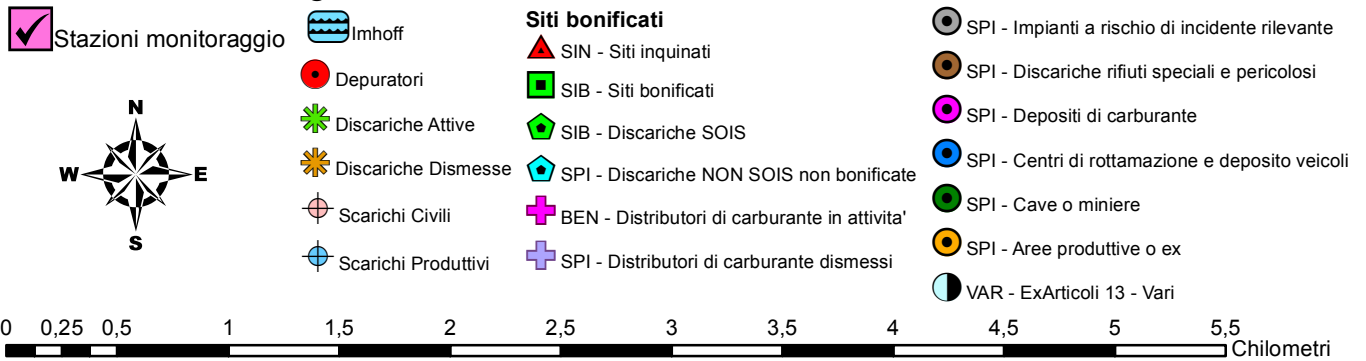 Stazioni monitoraggio
N
W E
S
Imhoff
Depuratori
Discariche Attive
Discariche Dismesse
Scarichi Civili
Scarichi Produttivi
Siti bonificati
SIN - Siti inquinati
SIB - Siti bonificati
SIB - Discariche SOIS
SPI - Discariche NON SOIS non bonificate
BEN - Distributori di carburante in attivita'
SPI - Distributori di carburante dismessi
SPI - Impianti a rischio di incidente rilevante
SPI - Discariche rifiuti speciali e pericolosi
SPI - Depositi di carburante
SPI - Centri di rottamazione e deposito veicoli
SPI - Cave o miniere
SPI - Aree produttive o ex
VAR - ExArticoli 13 - Vari
0 0,25 0,5 1 1,5 2 2,5 3 3,5 4 4,5 5 5,5
Chilometri